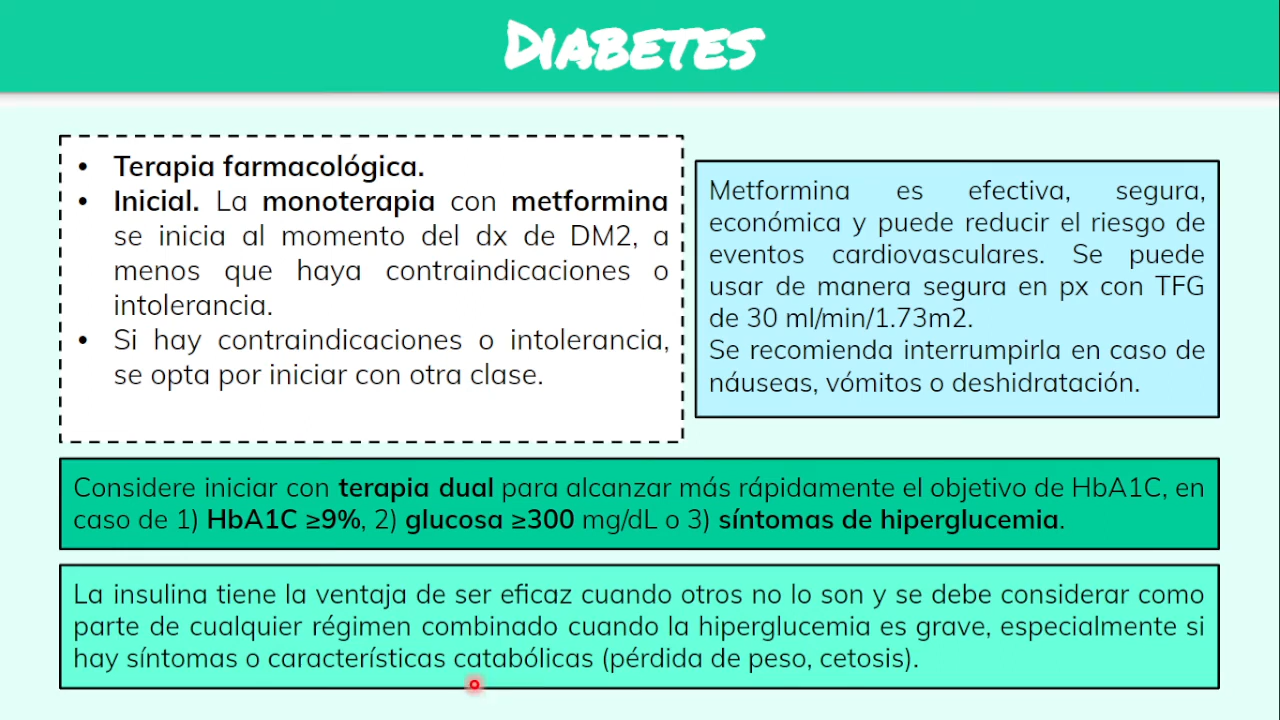 DIABETES
• Terapia farmacológica.
• Inicial. La monoterapia con metformina
se inicia al momento del dx de DM2, a
menos que haya contraindicaciones o
intolerancia.
• Si hay contraindicaciones o intolerancia,
se opta por iniciar con otra clase.
Metformina es efectiva, segura,
económica y puede reducir el riesgo de
eventos cardiovasculares. Se puede
usar de manera segura en px con TFG
de 30 ml/min/1.73m2.
Se recomienda interrumpirla en caso de
náuseas, vómitos o deshidratación.
Considere iniciar con terapia dual para alcanzar más rápidamente el objetivo de HbA1C, en
caso de 1) HbA1C ≥9%, 2) glucosa ≥300 mg/dL o 3) síntomas de hiperglucemia.
La insulina tiene la ventaja de ser eficaz cuando otros no lo son y se debe considerar como
parte de cualquier régimen combinado cuando la hiperglucemia es grave, especialmente si
hay síntomas o características catabólicas (pérdida de peso, cetosis).